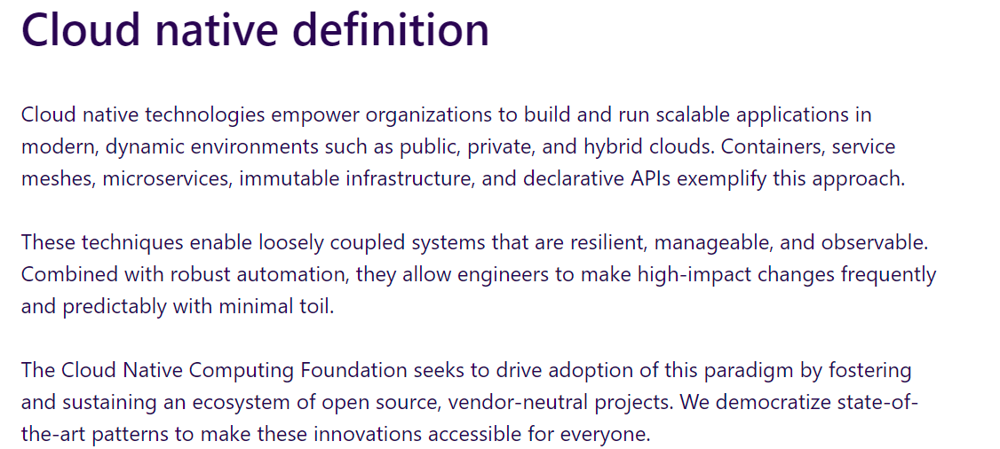 Cloud native definition
Cloud native technologies empower organizations to build and run scalable applications in
modern, dynamic environments such as public, private, and hybrid clouds. Containers, service
meshes, microservices, immutable infrastructure, and declarative APIs exemplify this approach.
These techniques enable loosely coupled systems that are resilient, manageable, and observable.
Combined with robust automation, they allow engineers to make high-impact changes frequently
and predictably with minimal toil.
The Cloud Native Computing Foundation seeks to drive adoption of this paradigm by fostering
and sustaining an ecosystem of open source, vendor-neutral projects. We democratize state-of-
the-art patterns to make these innovations accessible for everyone.